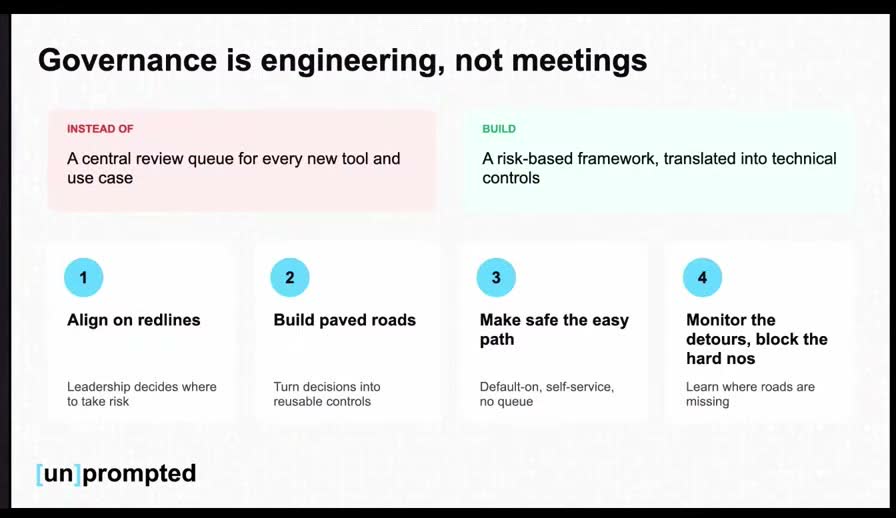 Governance is engineering, not meetings
INSTEAD OF
A central review queue for every new tool and
use case
BUILD
A risk-based framework, translated into technical
controls
1
Align on redlines
Leadership decides where
to take risk
2
Build paved roads
Turn decisions into
reusable controls
3
Make safe the easy
path
Default-on, self-service,
no queue
4
Monitor the
detours, block the
hard nos
Learn where roads are
missing
[un]prompted